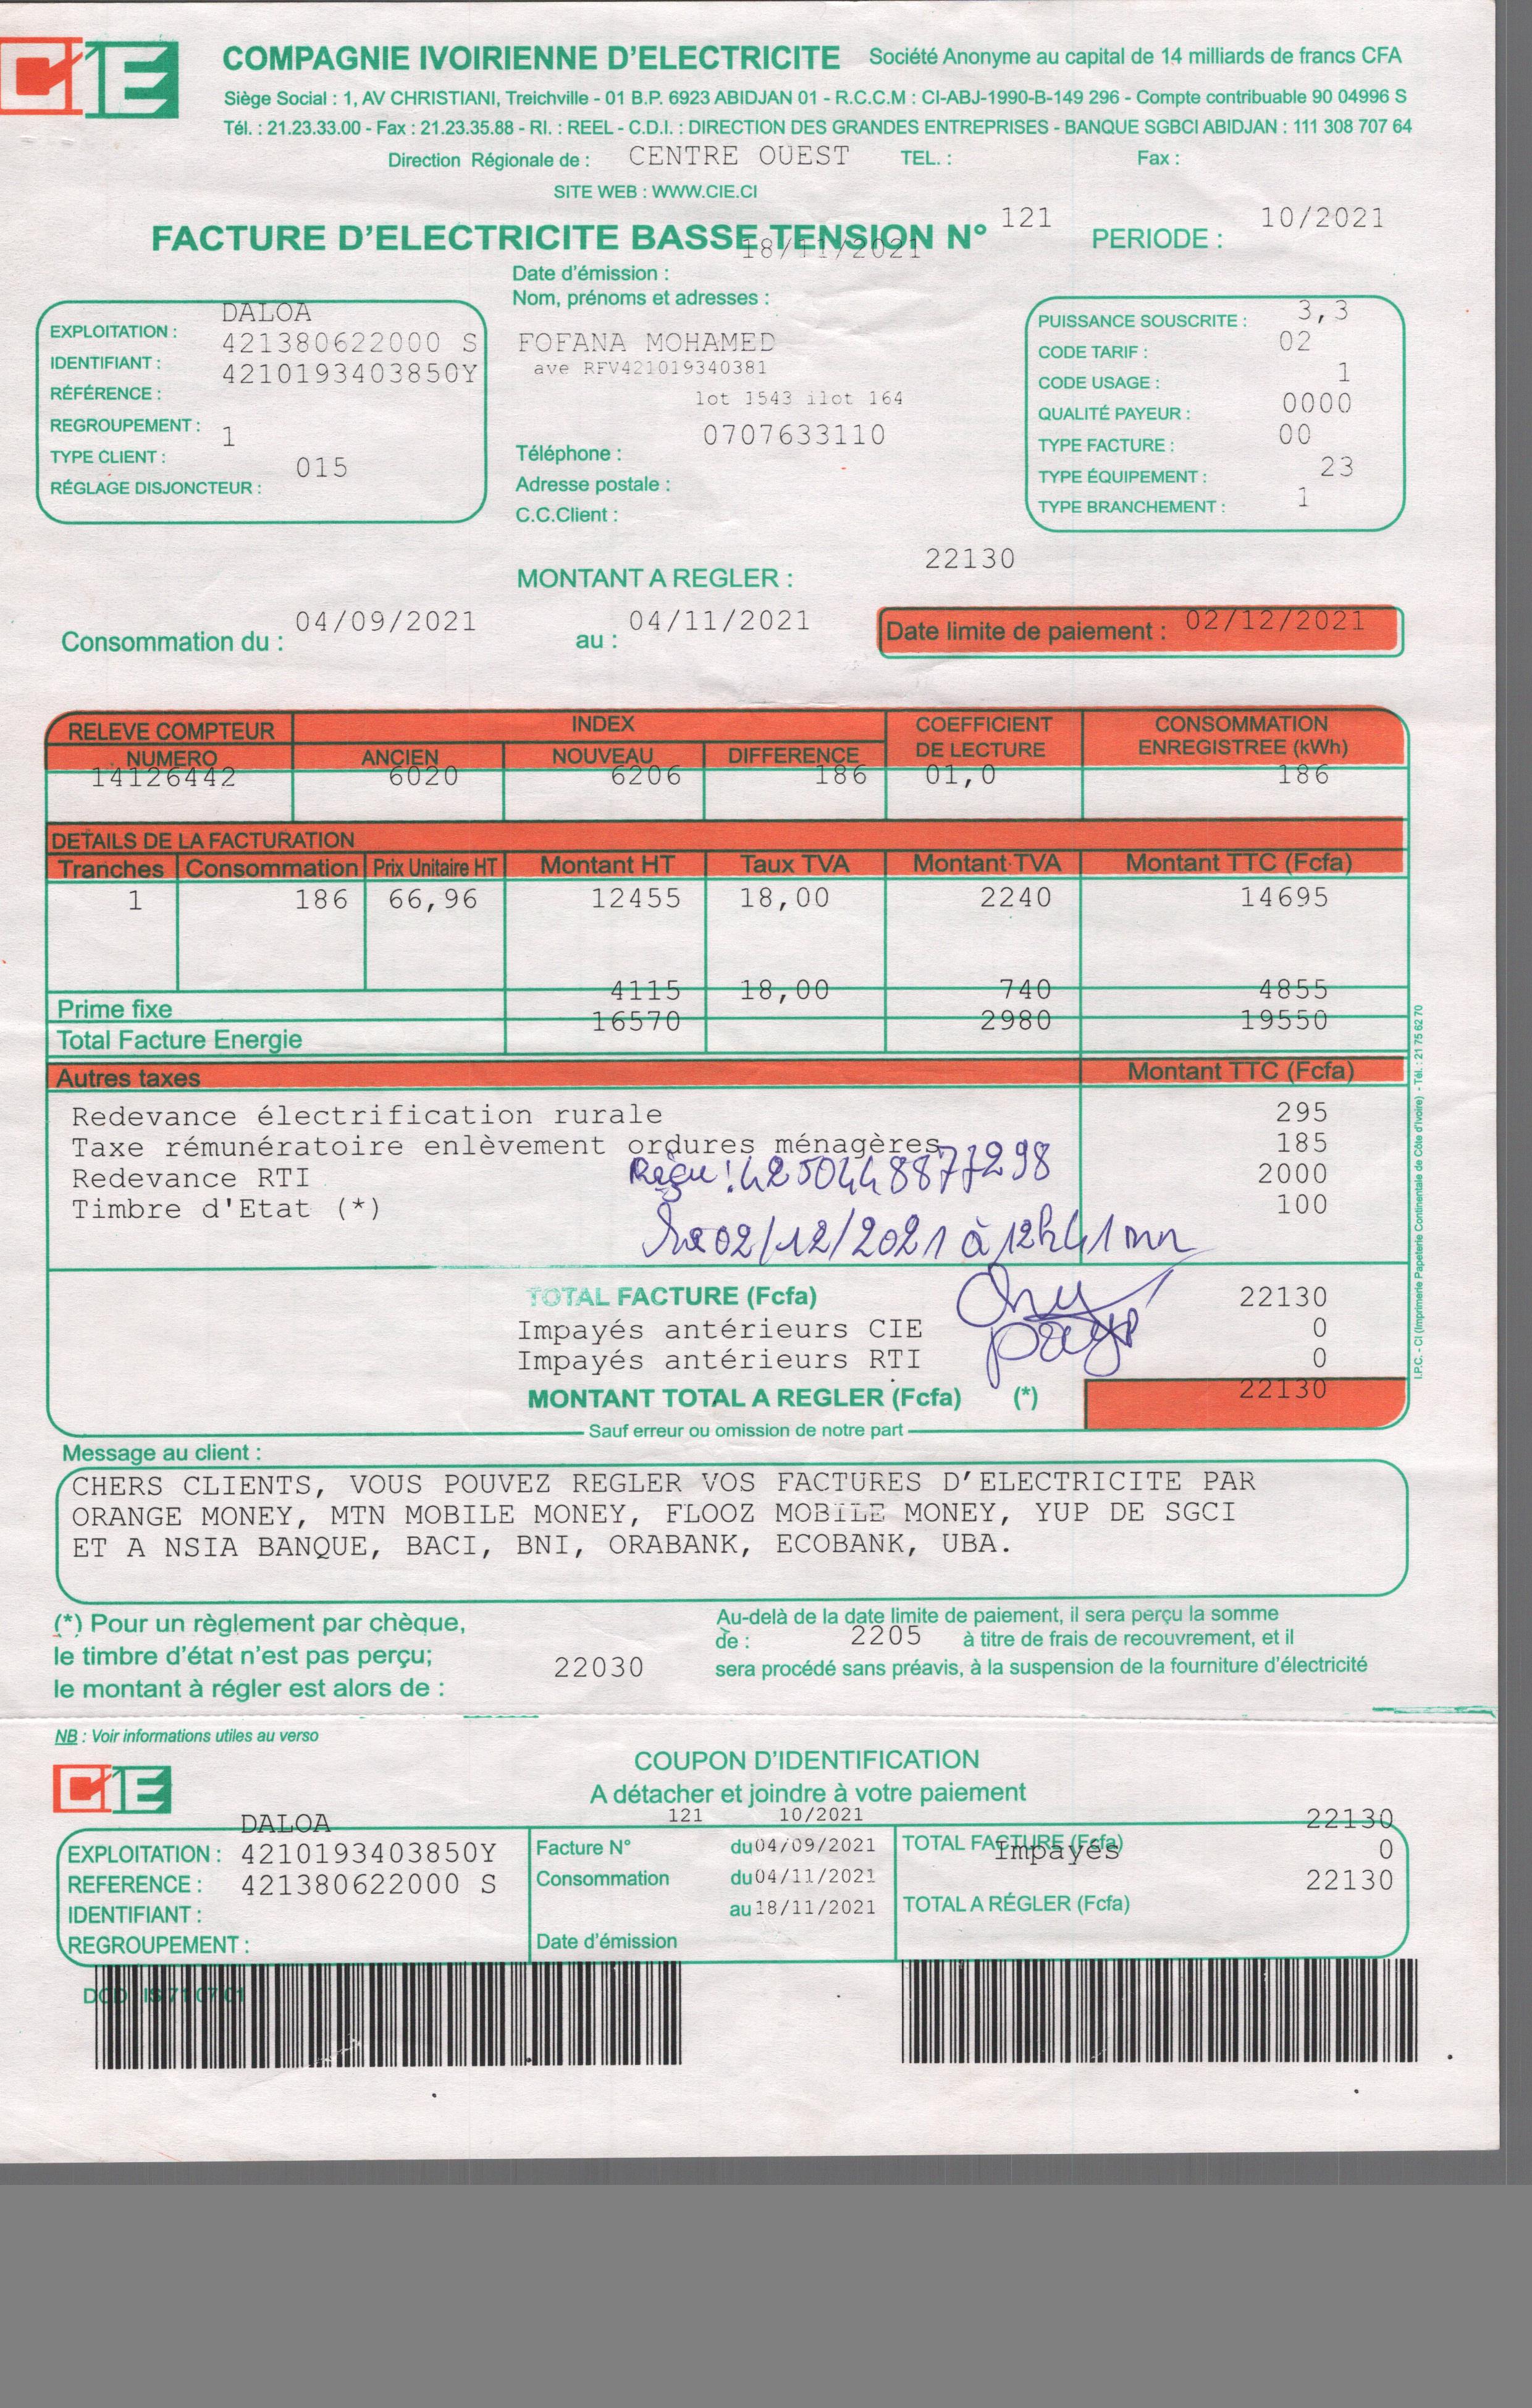 CIE
COMPAGNIE IVOIRIENNE D'ELECTRICITE Société Anonyme au capital de 14 milliards de francs CFA
Siège Social : 1, AV CHRISTIANI, Treichville - 01 B.P. 6923 ABIDJAN 01 - R.C.C.M : CI-ABJ-1990-B-149 296 - Compte contribuable 90 04996 S
Tél. : 21.23.33.00 - Fax : 21.23.35.88 - RI. : REEL - C.D.I. : DIRECTION DES GRANDES ENTREPRISES - BANQUE SGBCI ABIDJAN : 111 308 707 64
Direction Régionale de : CENTRE OUEST TEL. : Fax :
SITE WEB : WWW.CIE.CI
FACTURE D'ELECTRICITE BASSE TENSION N° 121 PERIODE : 10/2021
18/11/2021
Date d'émission :
Nom, prénoms et adresses :
DALOA
EXPLOITATION :
421380622000 S
IDENTIFIANT :
4210193403850Y
RÉFÉRENCE :
REGROUPEMENT :
1
TYPE CLIENT :
015
RÉGLAGE DISJONCTEUR :
FOFANA MOHAMED
ave RFV421019340381
lot 1543 ilot 164
0707633110
Téléphone :
Adresse postale :
C.C.Client :
PUISSANCE SOUSCRITE : 3,3
CODE TARIF : 02
CODE USAGE : 1
QUALITÉ PAYEUR : 0000
TYPE FACTURE : 00
TYPE ÉQUIPEMENT : 23
TYPE BRANCHEMENT : 1
MONTANT A REGLER : 22130
Consommation du : 04/09/2021 au : 04/11/2021 Date limite de paiement : 02/12/2021
RELEVE COMPTEUR INDEX COEFFICIENT DE LECTURE CONSOMMATION ENREGISTREE (kWh)
NUMERO ANCIEN NOUVEAU DIFFERENCE
14126442 6020 6206 186 01,0 186
DETAILS DE LA FACTURATION
Tranches Consommation Prix Unitaire HT Montant HT Taux TVA Montant TVA Montant TTC (Fcfa)
1 186 66,96 12455 18,00 2240 14695
Prime fixe 4115 18,00 740 4855
Total Facture Energie 16570 2980 19550
Autres taxes Montant TTC (Fcfa)
Redevance électrification rurale 295
Taxe rémunératoire enlèvement ordures ménagères 185
Redevance RTI 2000
Timbre d'Etat (*) 100
Reçu : 4250448877298
Le 02/12/2021 à 12h41mn
TOTAL FACTURE (Fcfa) 22130
Impayés antérieurs CIE 0
payé
Impayés antérieurs RTI 0
MONTANT TOTAL A REGLER (Fcfa) (*) 22130
Sauf erreur ou omission de notre part
I.P.C. - CI (Imprimerie Papeterie Continentale de Côte d'Ivoire) - Tél. : 21 75 62 70
Message au client :
CHERS CLIENTS, VOUS POUVEZ REGLER VOS FACTURES D'ELECTRICITE PAR
ORANGE MONEY, MTN MOBILE MONEY, FLOOZ MOBILE MONEY, YUP DE SGCI
ET A NSIA BANQUE, BACI, BNI, ORABANK, ECOBANK, UBA.
(*) Pour un règlement par chèque,
le timbre d'état n'est pas perçu;
le montant à régler est alors de : 22030
Au-delà de la date limite de paiement, il sera perçu la somme
de : 2205 à titre de frais de recouvrement, et il
sera procédé sans préavis, à la suspension de la fourniture d'électricité
NB : Voir informations utiles au verso
CIE
COUPON D'IDENTIFICATION
A détacher et joindre à votre paiement
121 10/2021
DALOA
EXPLOITATION : 4210193403850Y
REFERENCE : 421380622000 S
IDENTIFIANT :
REGROUPEMENT :
Facture N° du 04/09/2021
Consommation du 04/11/2021
au 18/11/2021
Date d'émission
22130
TOTAL FACTURE (Fcfa)
Impayés 0
22130
TOTAL A RÉGLER (Fcfa)